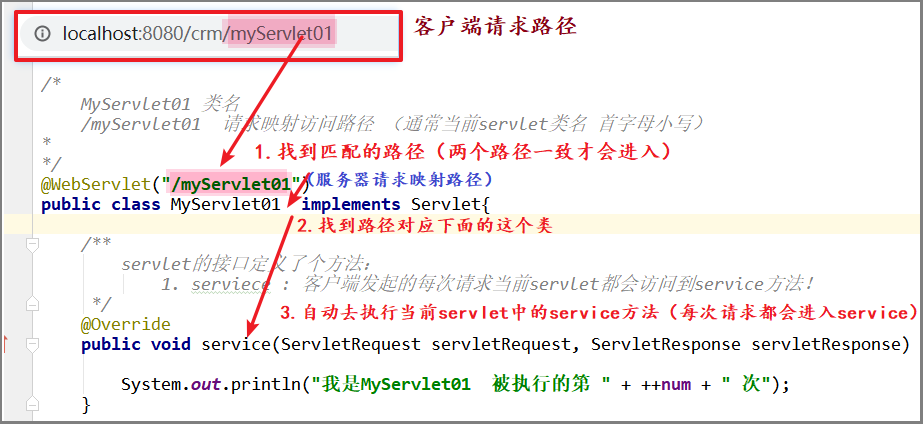 localhost:8080/crm/myServlet01
客户端请求路径
/*
MyServlet01 类名
/myServlet01 请求映射访问路径 （通常当前servlet类名 首字母小写）
*
1.找到匹配的路径（两个路径一致才会进入）
*/
@WebServlet("/myServlet01")
（服务器请求映射路径）
public class MyServlet01 implements Servlet{
2.找到路径对应下面的这个类
/**
servlet的接口定义了个方法：
1. serviece : 客户端发起的每次请求当前servlet都会访问到service方法!
*/
3.自动去执行当前servlet中的service方法（每次请求都会进入service）
@Override
public void service(ServletRequest servletRequest, ServletResponse servletResponse)
System.out.println("我是MyServlet01 被执行的第 " + ++num + " 次");
}